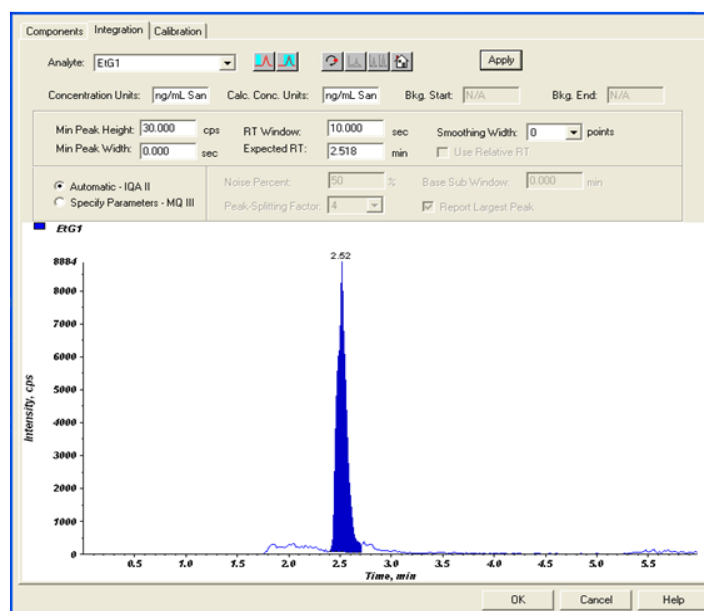 Components Integration Calibration
Analyte: EtG1 Apply
Concentration Units: ng/mL San Calc. Conc. Units: ng/mL San Bkg. Start: N/A Bkg. End: N/A
Min Peak Height: 30.000 cps RT Window: 10.000 sec Smoothing Width: 0 points
Min Peak Width: 0.000 sec Expected RT: 2.518 min Use Relative RT
Automatic - IQA II Noise Percent: 50 % Base Sub Window: 0.000 min
Specify Parameters - MQ III Peak-Splitting Factor: 4 Report Largest Peak
EtG1
2.52
8884
8000
7000
6000
5000
4000
3000
2000
1000
0
Intensity, cps
0.5 1.0 1.5 2.0 2.5 3.0 3.5 4.0 4.5 5.0 5.5
Time, min
OK Cancel Help